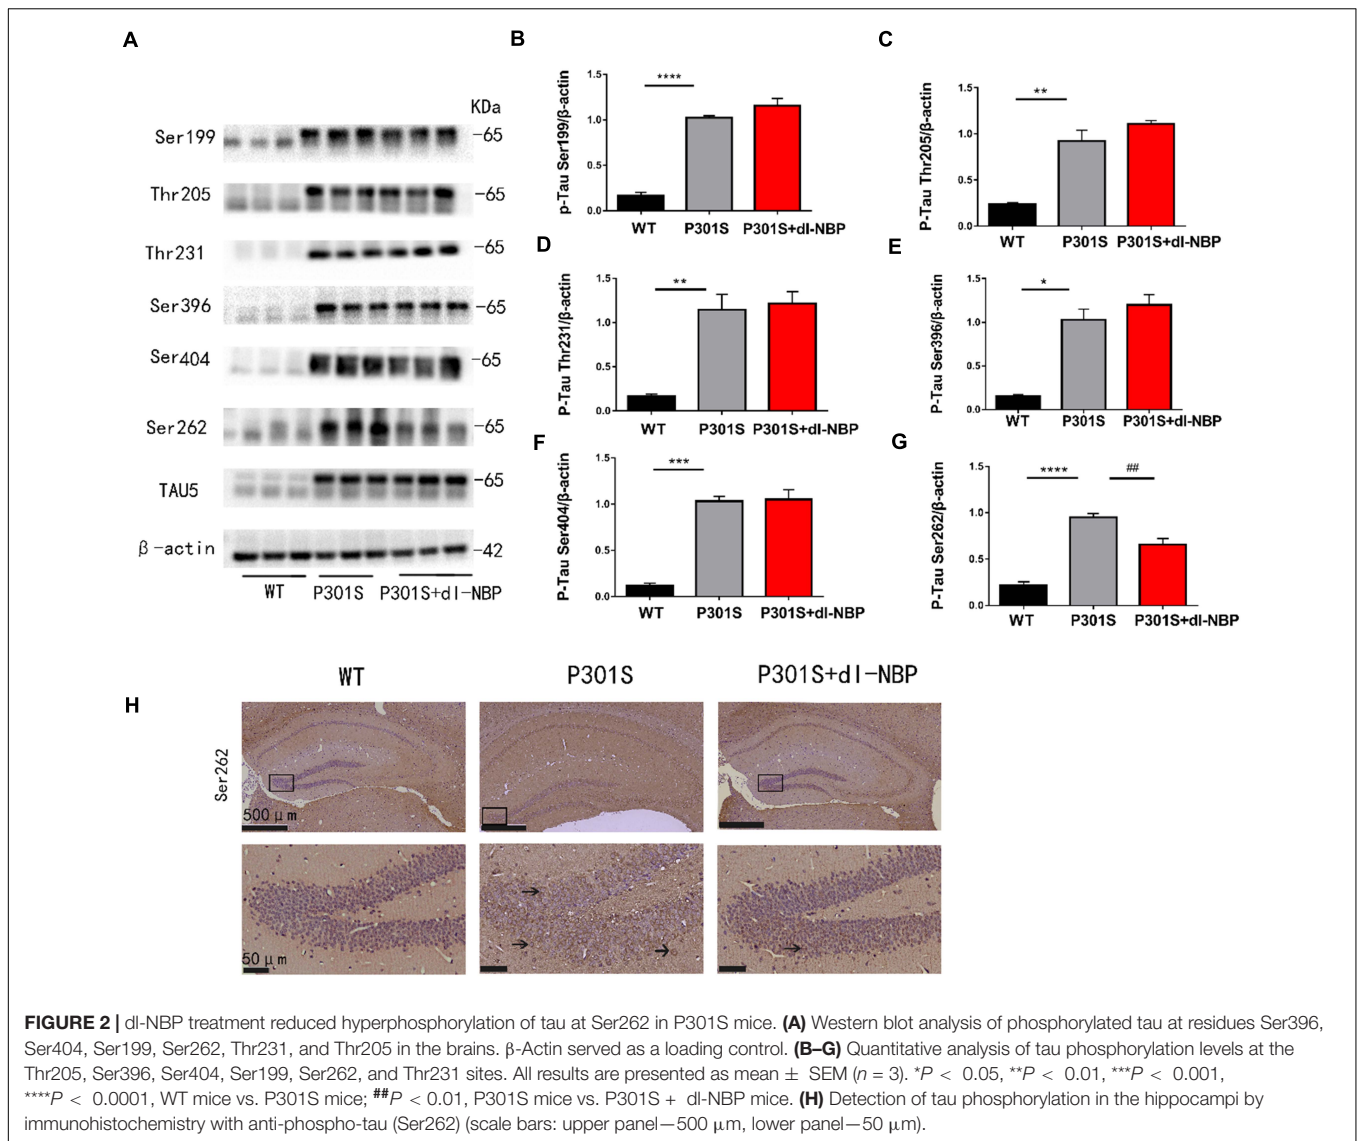 A
KDa
Ser199
-65
Thr205
-65
Thr231
-65
Ser396
-65
Ser404
-65
Ser262
-65
TAU5
-65
β-actin
-42
WT P301S P301S+dl-NBP
B
p-Tau Ser199/β-actin
1.5
1.0
0.5
0.0
****
WT P301S P301S+dl-NBP
C
P-Tau Thr205/β-actin
1.5
1.0
0.5
0.0
**
WT P301S P301S+dl-NBP
D
P-Tau Thr231/β-actin
1.5
1.0
0.5
0.0
**
WT P301S P301S+dl-NBP
E
P-Tau Ser396/β-actin
1.5
1.0
0.5
0.0
*
WT P301S P301S+dl-NBP
F
P-Tau Ser404/β-actin
1.5
1.0
0.5
0.0
***
WT P301S P301S+dl-NBP
G
P-Tau Ser262/β-actin
1.5
1.0
0.5
0.0
**** ##
WT P301S P301S+dl-NBP
H
WT P301S P301S+dl-NBP
Ser262
500 μm
50 μm
FIGURE 2 | dl-NBP treatment reduced hyperphosphorylation of tau at Ser262 in P301S mice. (A) Western blot analysis of phosphorylated tau at residues Ser396,
Ser404, Ser199, Ser262, Thr231, and Thr205 in the brains. β-Actin served as a loading control. (B–G) Quantitative analysis of tau phosphorylation levels at the
Thr205, Ser396, Ser404, Ser199, Ser262, and Thr231 sites. All results are presented as mean ± SEM (n = 3). *P < 0.05, **P < 0.01, ***P < 0.001,
****P < 0.0001, WT mice vs. P301S mice; ##P < 0.01, P301S mice vs. P301S + dl-NBP mice. (H) Detection of tau phosphorylation in the hippocampi by
immunohistochemistry with anti-phospho-tau (Ser262) (scale bars: upper panel—500 μm, lower panel—50 μm).